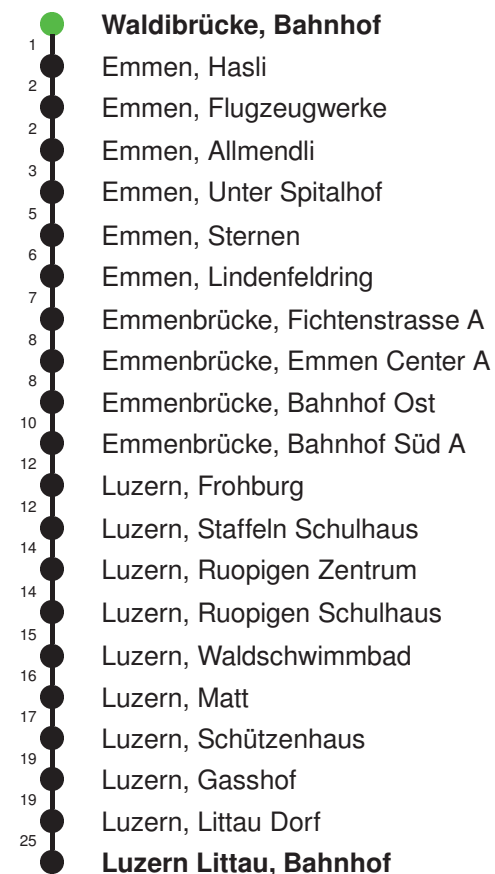 Waldibrücke, Bahnhof
1
Emmen, Hasli
2
Emmen, Flugzeugwerke
2
Emmen, Allmendli
3
Emmen, Unter Spitalhof
5
Emmen, Sternen
6
Emmen, Lindenfeldring
7
Emmenbrücke, Fichtenstrasse A
8
Emmenbrücke, Emmen Center A
8
Emmenbrücke, Bahnhof Ost
10
Emmenbrücke, Bahnhof Süd A
12
Luzern, Frohburg
12
Luzern, Staffeln Schulhaus
14
Luzern, Ruopigen Zentrum
14
Luzern, Ruopigen Schulhaus
15
Luzern, Waldschwimmbad
16
Luzern, Matt
17
Luzern, Schützenhaus
19
Luzern, Gasshof
19
Luzern, Littau Dorf
25
Luzern Littau, Bahnhof